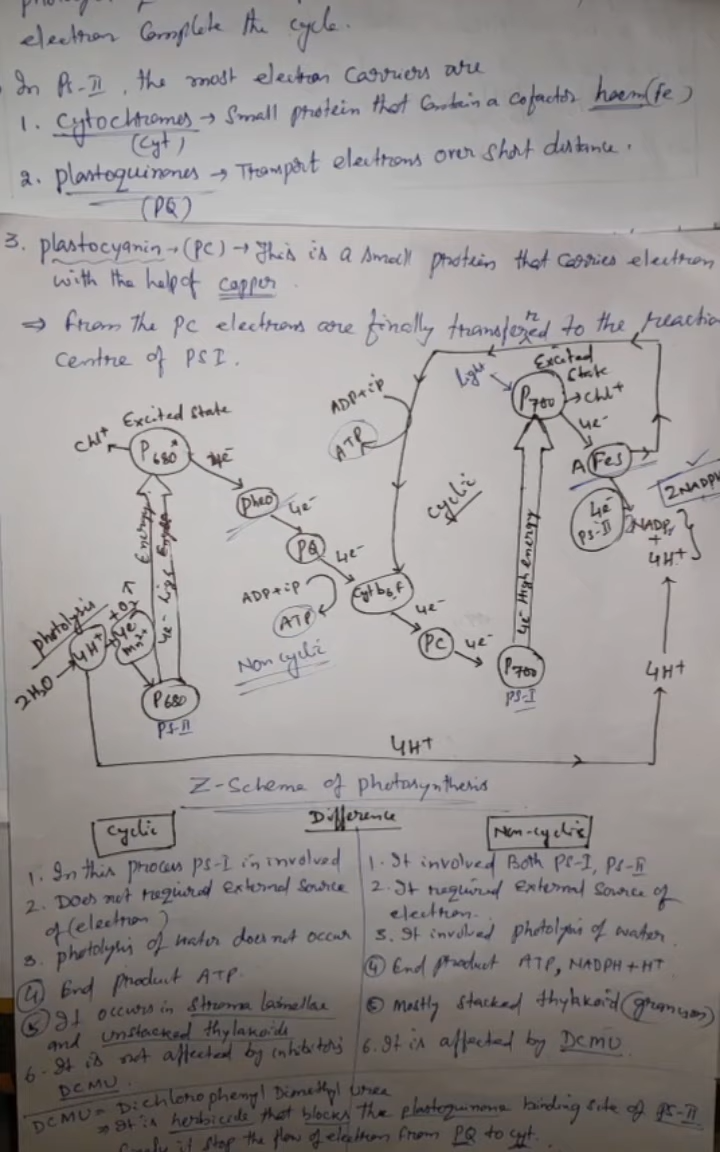 electron Complete the cycle.
In PS-II, the most electron carriers are
1. Cytochromes → Small protein that contain a cofactor haem(Fe)
(Cyt)
2. plastoquinones → Transport electrons over short distance.
(PQ)
3. plastocyanin → (PC) → This is a small protein that carries electron
with the help of copper
⇒ from the PC electrons are finally transferred to the reactio
centre of PS I.
Excited State
Chl+
P680*
4e-
Pheo
4e-
PQ
4e-
ADP+iP
ATP
Non cyclic
Cyt b6f
4e-
PC
4e-
P700
PS-I
4e- High energy
Light
Excited
State
P700
Chl+
4e-
A FeS
4e-
PS-II
2NADPH
2NADP
+
4H+
4H+
ADP+iP
ATP
Cyclic
photolysis
2H2O
4H+
+O2↑
4e-
Mn2+
Energy
4e-
P680
PS-II
4H+
Z-Scheme of photosynthesis
Difference
Cyclic
1. In this process PS-I in involved
2. Does not required External source
of (electron)
3. photolysis of water does not occur
4 End product ATP.
5 It occurs in stroma lamellae
and unstacked thylakoids
6. It is not affected by inhibitors
DCMU.
Non-cyclic
1. It involved Both PS-I, PS-II
2. It required External source of
electron.
3. It involved photolysis of water.
4 End product ATP, NADPH+H+
5 Mostly stacked thylakoid
6. It is affected by DCMU
DCMU = Dichlorophenyl Dimethyl urea
⇒ It is herbicide that blocks the plastoquinone binding site of PS-II
it stop the flow of electron from PQ to cyt.